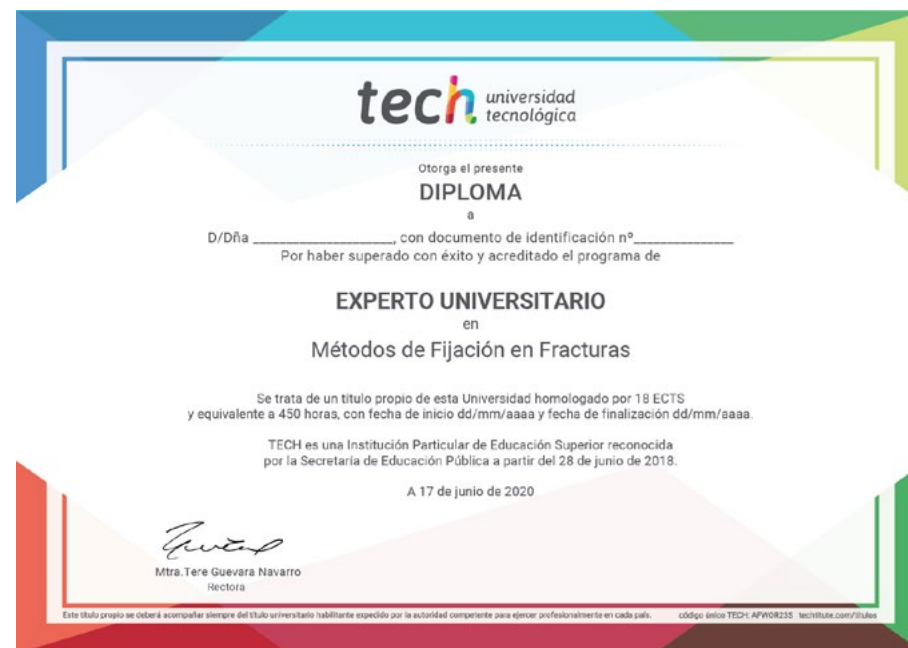 tech universidad
tecnológica
Otorga el presente
DIPLOMA
a
D/Dña ______________________, con documento de identificación nº_______________
Por haber superado con éxito y acreditado el programa de
EXPERTO UNIVERSITARIO
en
Métodos de Fijación en Fracturas
Se trata de un título propio de esta Universidad homologado por 18 ECTS
y equivalente a 450 horas, con fecha de inicio dd/mm/aaaa y fecha de finalización dd/mm/aaaa.
TECH es una Institución Particular de Educación Superior reconocida
por la Secretaría de Educación Pública a partir del 28 de junio de 2018.
A 17 de junio de 2020
Mtra.Tere Guevara Navarro
Rectora
Este título propio se deberá acompañar siempre del título universitario habilitante expedido por la autoridad competente para ejercer profesionalmente en cada país. código único TECH: AFWOR23S techtitute.com/titulos